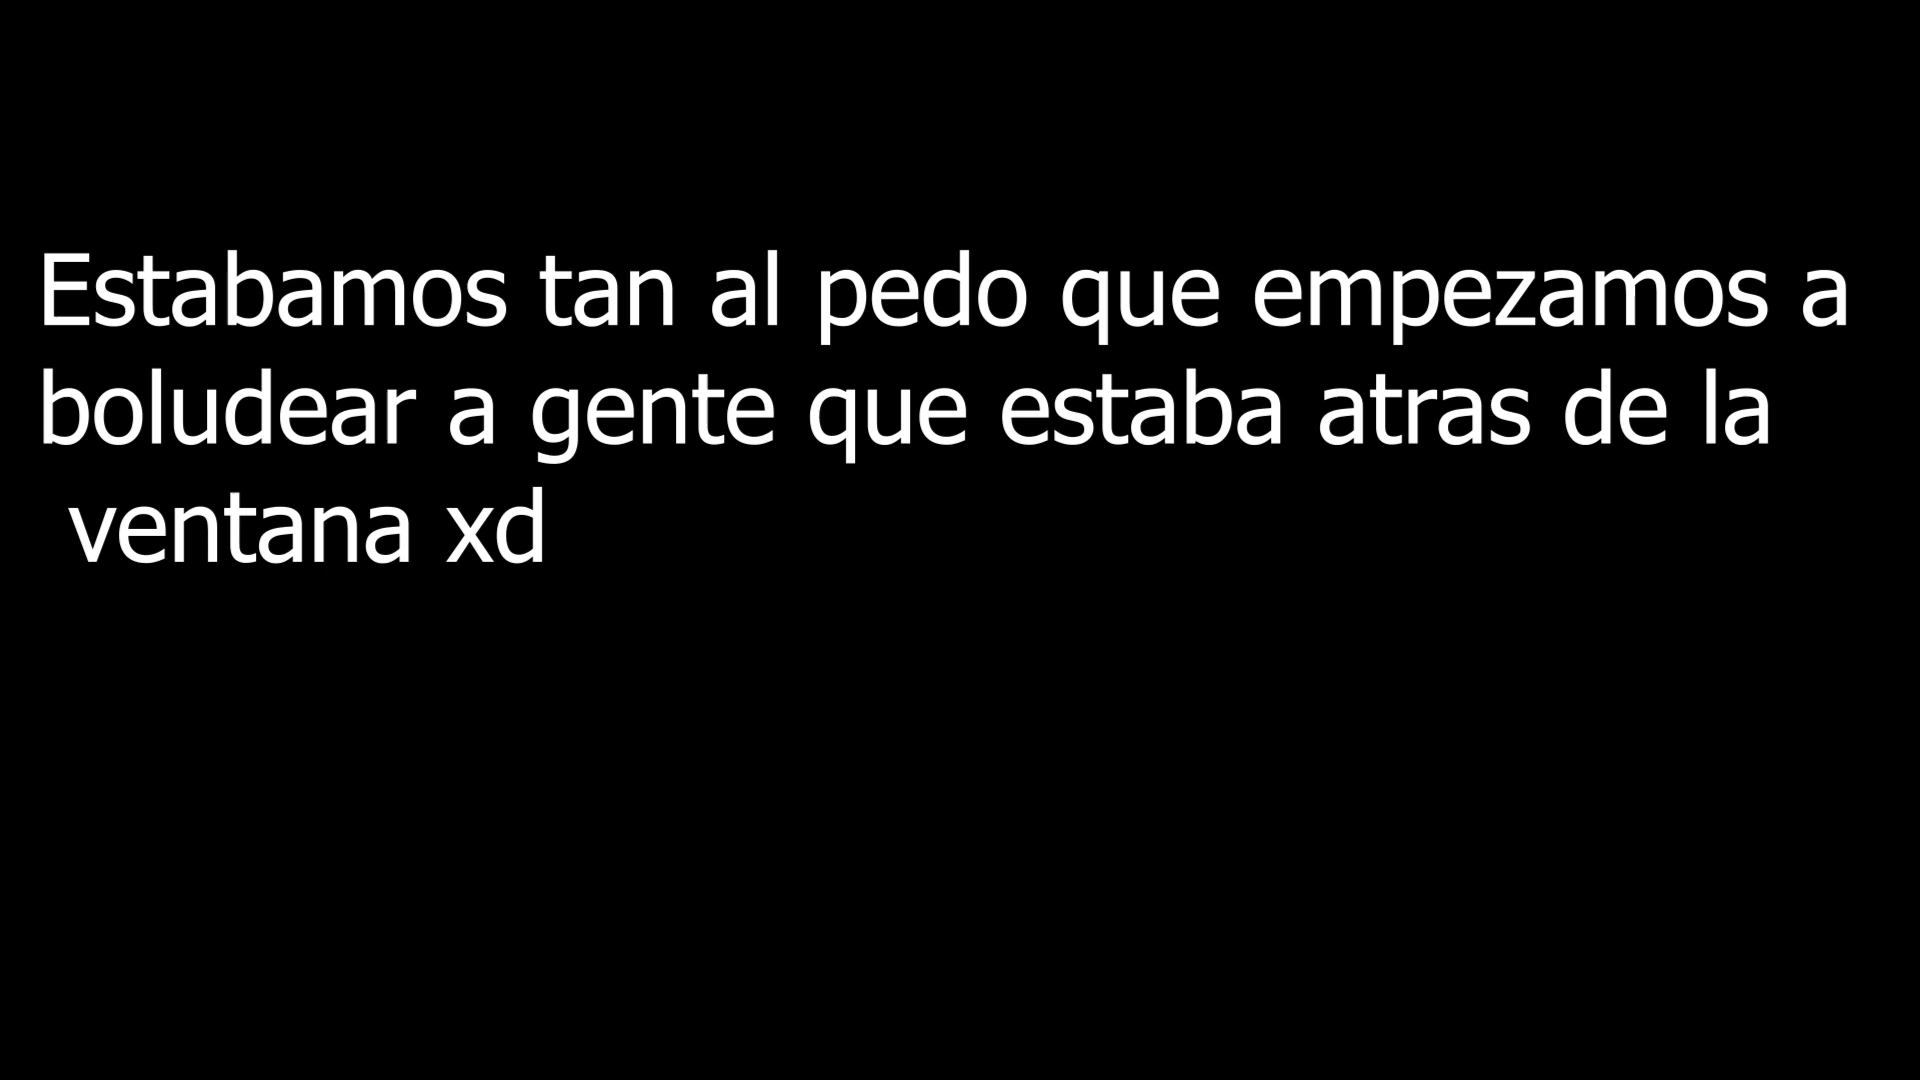 Estabamos tan al pedo que empezamos a
boludear a gente que estaba atras de la
ventana xd